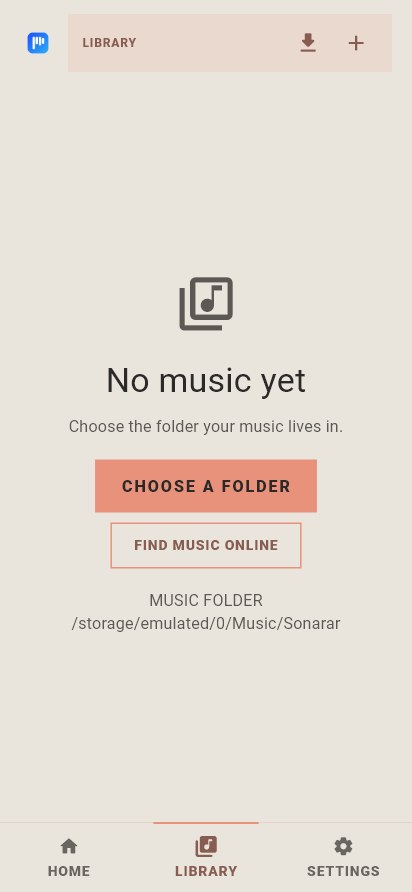 LIBRARY
No music yet
Choose the folder your music lives in.
CHOOSE A FOLDER
FIND MUSIC ONLINE
MUSIC FOLDER
/storage/emulated/0/Music/Sonarar
HOME
LIBRARY
SETTINGS